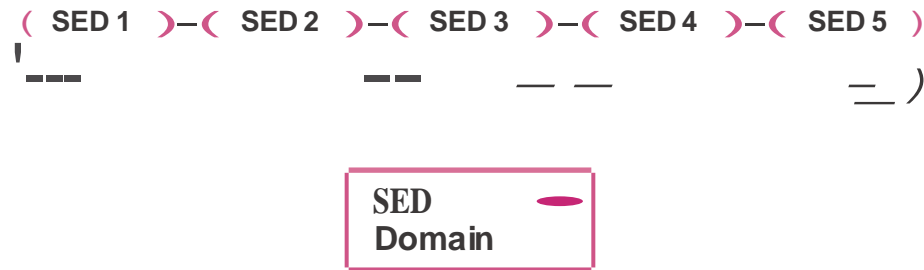 ( SED 1 )–( SED 2 )–( SED 3 )–( SED 4 )–( SED 5 )
SED
Domain